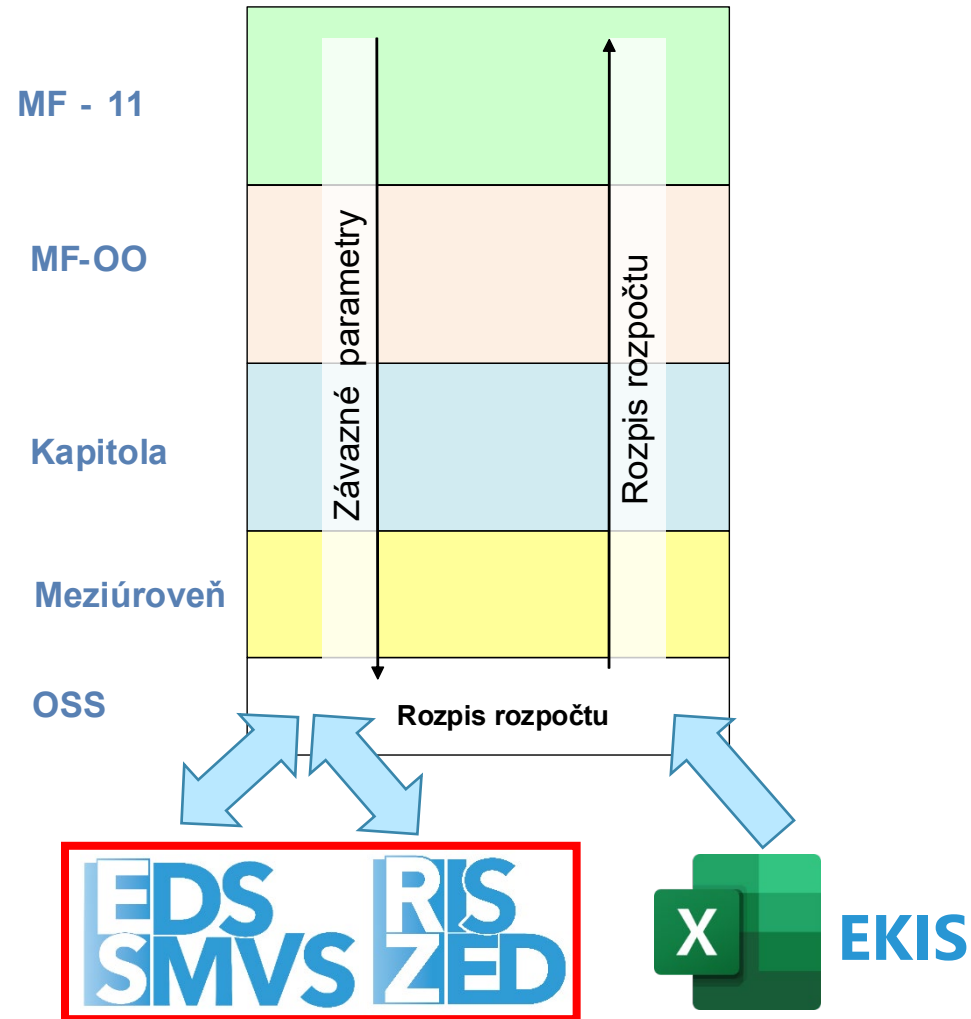 MF - 11
MF-OO
Kapitola
Meziúroveň
OSS
Závazné parametry
Rozpis rozpočtu
Rozpis rozpočtu
EDS
SMVS
RIS
ZED
X
EKIS